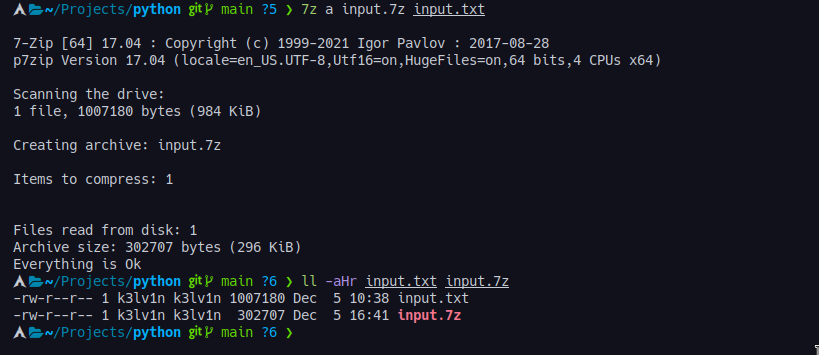 ~/Projects/python git main ?5 ❯ 7z a input.7z input.txt
7-Zip [64] 17.04 : Copyright (c) 1999-2021 Igor Pavlov : 2017-08-28
p7zip Version 17.04 (locale=en_US.UTF-8,Utf16=on,HugeFiles=on,64 bits,4 CPUs x64)
Scanning the drive:
1 file, 1007180 bytes (984 KiB)
Creating archive: input.7z
Items to compress: 1
Files read from disk: 1
Archive size: 302707 bytes (296 KiB)
Everything is Ok
~/Projects/python git main ?6 ❯ ll -aHr input.txt input.7z
-rw-r--r-- 1 k3lv1n k3lv1n 1007180 Dec  5 10:38 input.txt
-rw-r--r-- 1 k3lv1n k3lv1n  302707 Dec  5 16:41 input.7z
~/Projects/python git main ?6 ❯